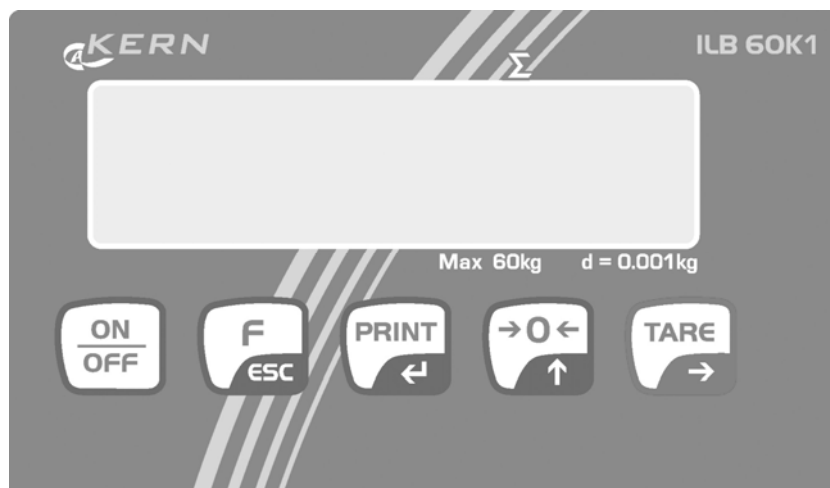 KERN
ILB 60K1
Σ
Max 60kg d = 0.001kg
ON
OFF
F
ESC
PRINT
↵
→0←
↑
TARE
→